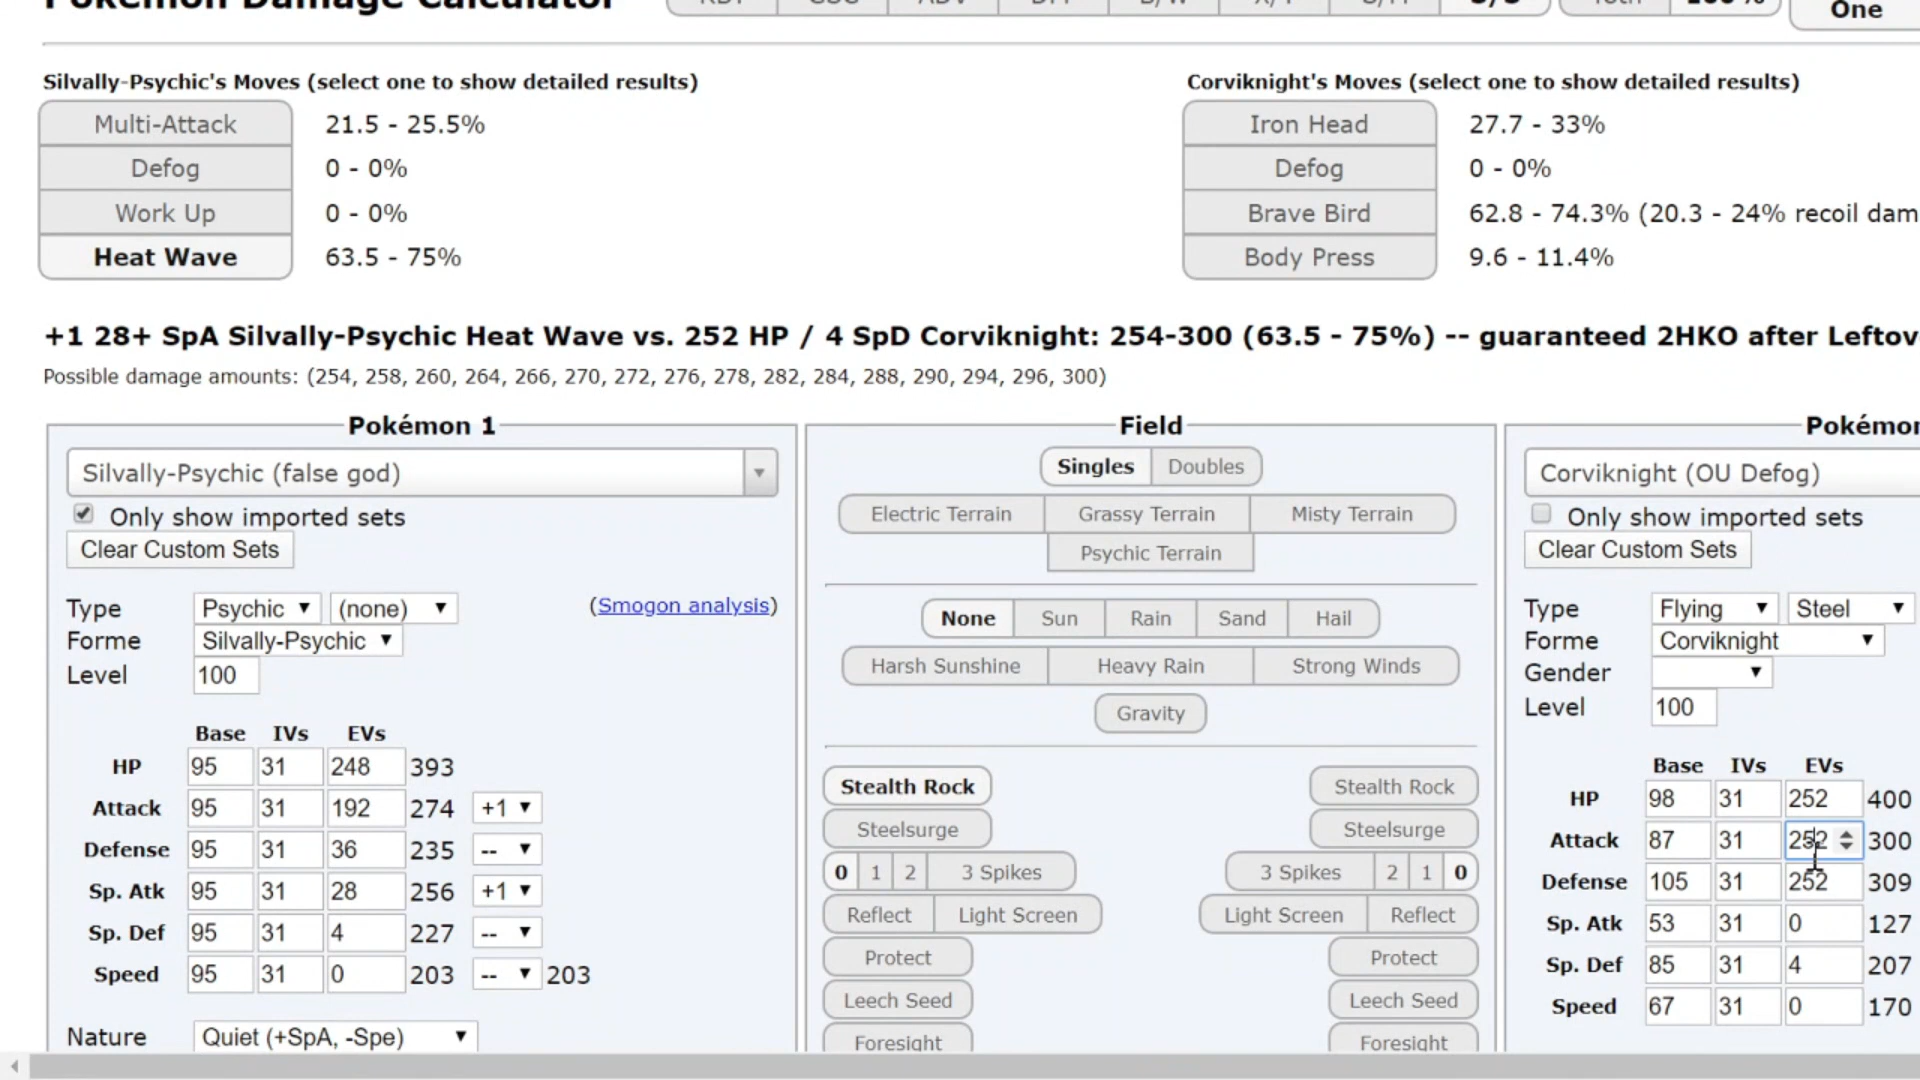 Pokémon Damage Calculator
One
Silvally-Psychic's Moves (select one to show detailed results)
Multi-Attack 21.5 - 25.5%
Defog 0 - 0%
Work Up 0 - 0%
Heat Wave 63.5 - 75%
Corviknight's Moves (select one to show detailed results)
Iron Head 27.7 - 33%
Defog 0 - 0%
Brave Bird 62.8 - 74.3% (20.3 - 24% recoil dam
Body Press 9.6 - 11.4%
+1 28+ SpA Silvally-Psychic Heat Wave vs. 252 HP / 4 SpD Corviknight: 254-300 (63.5 - 75%) -- guaranteed 2HKO after Leftov
Possible damage amounts: (254, 258, 260, 264, 266, 270, 272, 276, 278, 282, 284, 288, 290, 294, 296, 300)
Pokémon 1
Silvally-Psychic (false god)
Only show imported sets
Clear Custom Sets
Type Psychic (none) (Smogon analysis)
Forme Silvally-Psychic
Level 100
Base IVs EVs
HP 95 31 248 393
Attack 95 31 192 274 +1
Defense 95 31 36 235 --
Sp. Atk 95 31 28 256 +1
Sp. Def 95 31 4 227 --
Speed 95 31 0 203 -- 203
Nature Quiet (+SpA, -Spe)
Field
Singles Doubles
Electric Terrain Grassy Terrain Misty Terrain
Psychic Terrain
None Sun Rain Sand Hail
Harsh Sunshine Heavy Rain Strong Winds
Gravity
Stealth Rock Stealth Rock
Steelsurge Steelsurge
0 1 2 3 Spikes 3 Spikes 2 1 0
Reflect Light Screen Light Screen Reflect
Protect Protect
Leech Seed Leech Seed
Foresight Foresight
Pokémon
Corviknight (OU Defog)
Only show imported sets
Clear Custom Sets
Type Flying Steel
Forme Corviknight
Gender
Level 100
Base IVs EVs
HP 98 31 252 400
Attack 87 31 252 300
Defense 105 31 252 309
Sp. Atk 53 31 0 127
Sp. Def 85 31 4 207
Speed 67 31 0 170